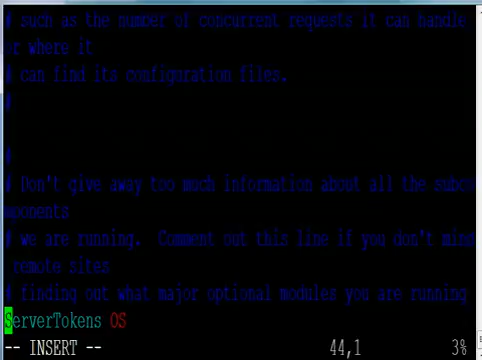 # such as the number of concurrent requests it can handle
or where it
# can find its configuration files.
#
#
# Don't give away too much information about all the subco
mponents
# we are running.  Comment out this line if you don't mind
 remote sites
# finding out what major optional modules you are running
ServerTokens OS
-- INSERT -- 44,1 3%